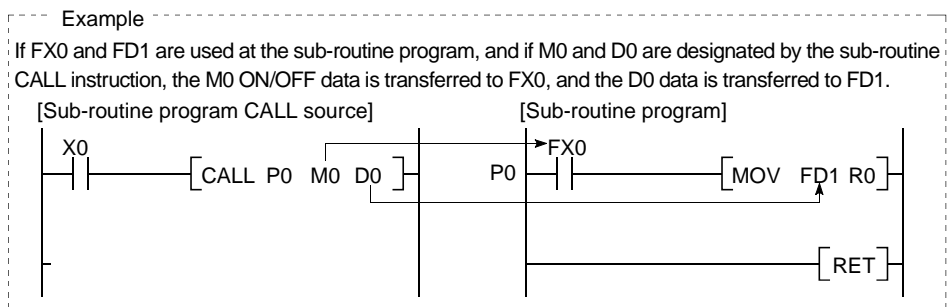 Example
If FX0 and FD1 are used at the sub-routine program, and if M0 and D0 are designated by the sub-routine
CALL instruction, the M0 ON/OFF data is transferred to FX0, and the D0 data is transferred to FD1.
[Sub-routine program CALL source] [Sub-routine program]
X0 FX0
CALL P0 M0 D0 P0 MOV FD1 R0
RET